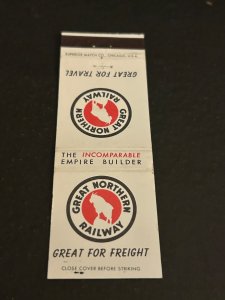 SUPERIOR MATCH CO., CHICAGO, U.S.A.
GREAT FOR TRAVEL
GREAT NORTHERN
RAILWAY
THE INCOMPARABLE
EMPIRE BUILDER
GREAT NORTHERN
RAILWAY
GREAT FOR FREIGHT
CLOSE COVER BEFORE STRIKING